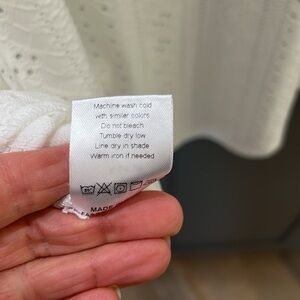 Machine wash cold
with similar colors
Do not bleach
Tumble dry low
Line dry in shade
Warm iron if needed
MADE